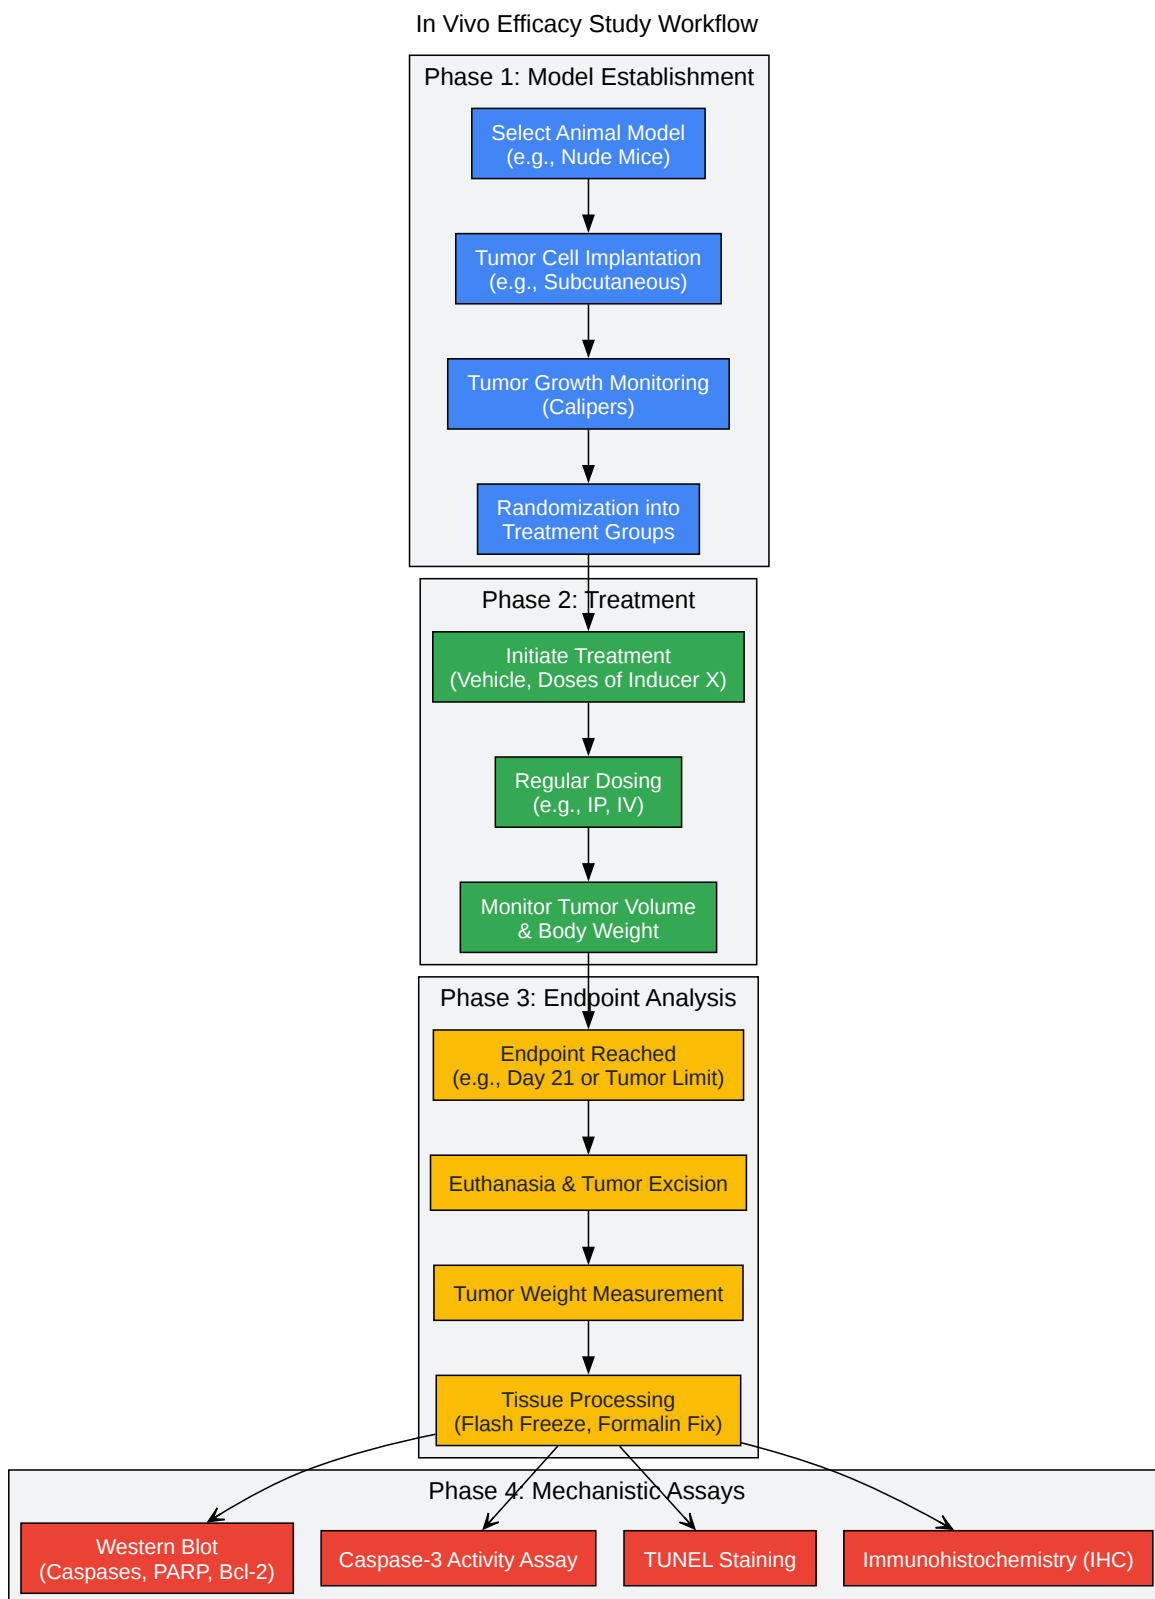 In Vivo Efficacy Study Workflow
Phase 1: Model Establishment
Select Animal Model
(e.g., Nude Mice)
Tumor Cell Implantation
(e.g., Subcutaneous)
Tumor Growth Monitoring
(Calipers)
Randomization into
Treatment Groups
Phase 2: Treatment
Initiate Treatment
(Vehicle, Doses of Inducer X)
Regular Dosing
(e.g., IP, IV)
Monitor Tumor Volume
& Body Weight
Phase 3: Endpoint Analysis
Endpoint Reached
(e.g., Day 21 or Tumor Limit)
Euthanasia & Tumor Excision
Tumor Weight Measurement
Tissue Processing
(Flash Freeze, Formalin Fix)
Phase 4: Mechanistic Assays
Western Blot
(Caspases, PARP, Bcl-2)
Caspase-3 Activity Assay
TUNEL Staining
Immunohistochemistry (IHC)